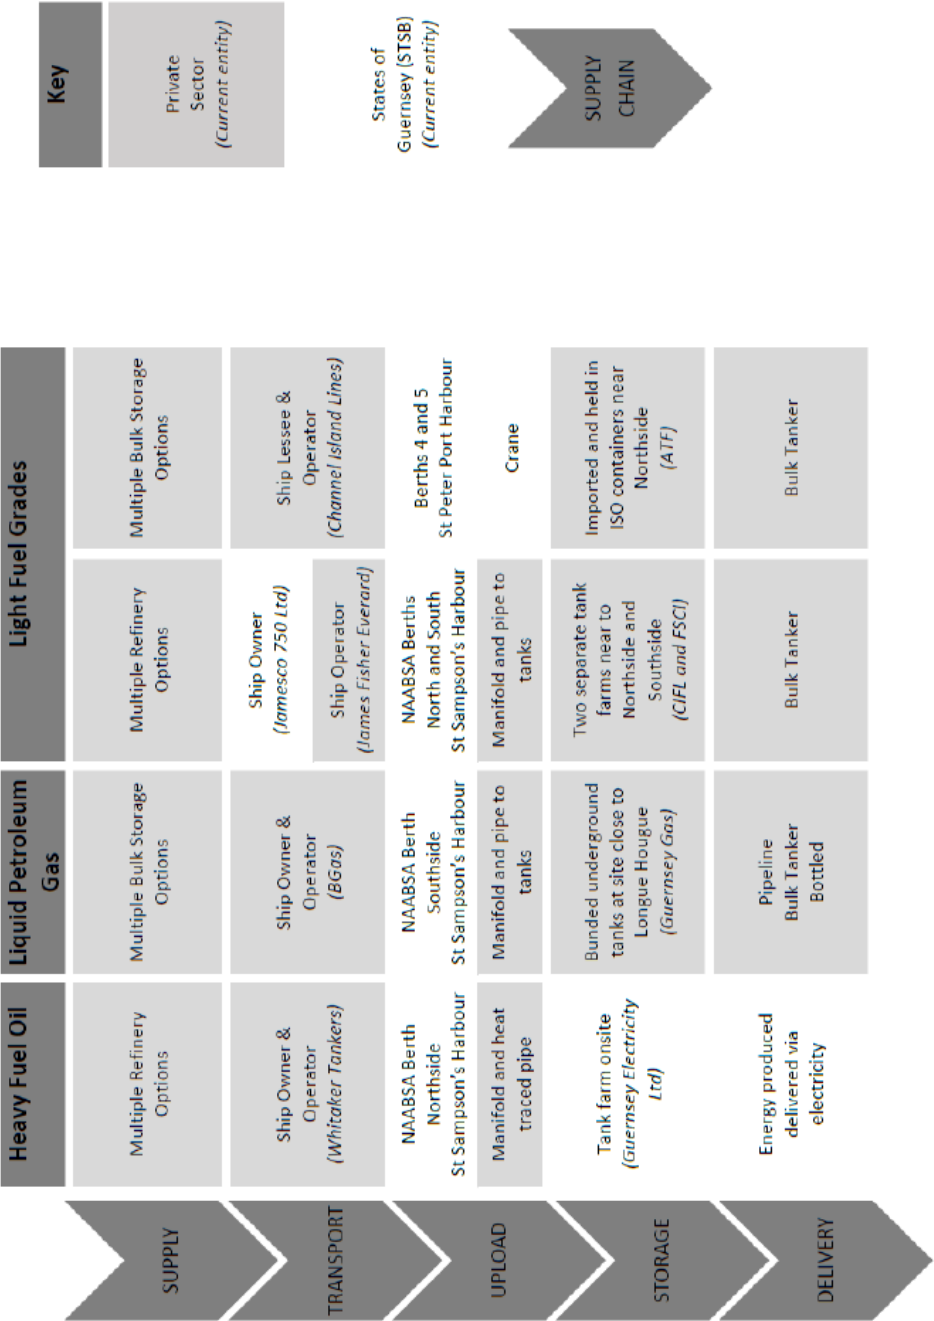 Heavy Fuel Oil
Liquid Petroleum
Gas
Light Fuel Grades
Key
SUPPLY
Multiple Refinery
Options
Multiple Bulk Storage
Options
Multiple Refinery
Options
Multiple Bulk Storage
Options
Private
Sector
(Current entity)
TRANSPORT
Ship Owner &
Operator
(Whitaker Tankers)
Ship Owner &
Operator
(BGas)
Ship Owner
(Jamesco 750 Ltd)
Ship Operator
(James Fisher Everard)
Ship Lessee &
Operator
(Channel Island Lines)
States of
Guernsey (STSB)
(Current entity)
UPLOAD
NAABSA Berth
Northside
St Sampson's Harbour
NAABSA Berth
Southside
St Sampson's Harbour
NAABSA Berths
North and South
St Sampson's Harbour
Berths 4 and 5
St Peter Port Harbour
Manifold and heat
traced pipe
Manifold and pipe to
tanks
Manifold and pipe to
tanks
Crane
SUPPLY
CHAIN
STORAGE
Tank farm onsite
(Guernsey Electricity
Ltd)
Bunded underground
tanks at site close to
Longue Hougue
(Guernsey Gas)
Two separate tank
farms near to
Northside and
Southside
(CIFL and FSCI)
Imported and held in
ISO containers near
Northside
(ATF)
DELIVERY
Energy produced
delivered via
electricity
Pipeline
Bulk Tanker
Bottled
Bulk Tanker
Bulk Tanker